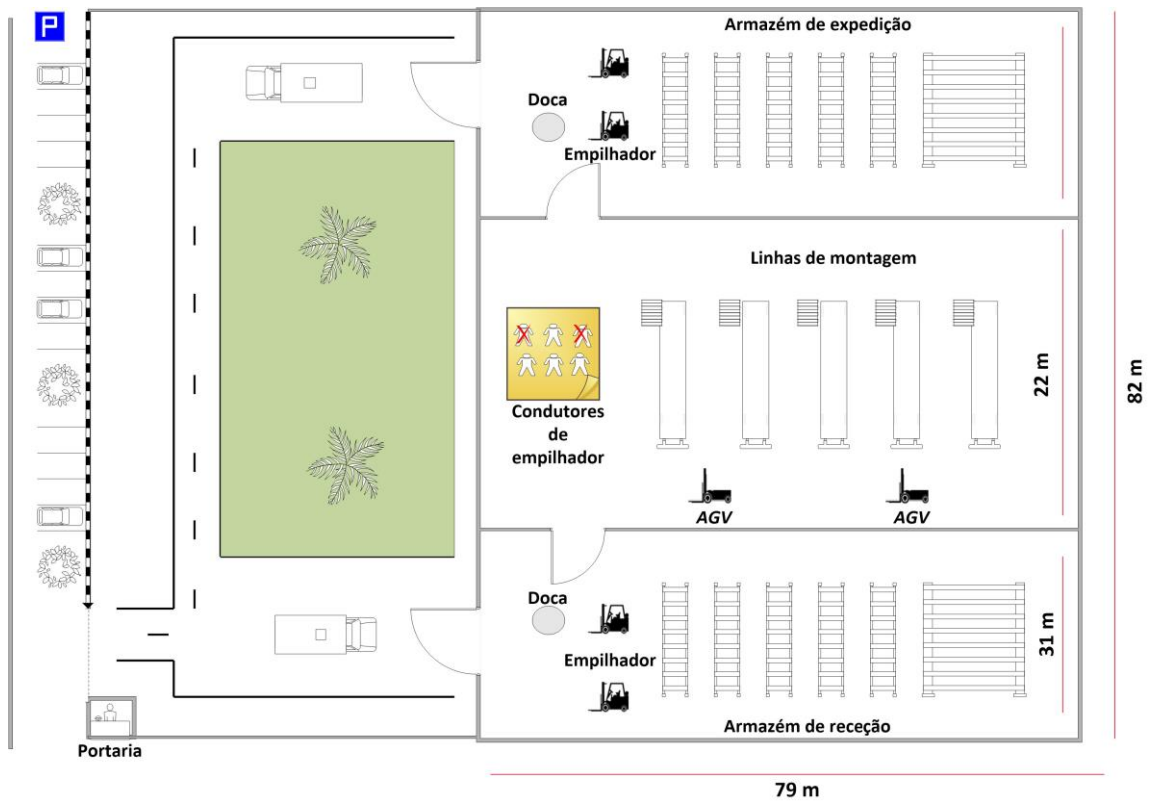 P
Armazém de expedição
Doca
Empilhador
Linhas de montagem
Condutores
de
empilhador
22 m
82 m
AGV
AGV
Doca
Empilhador
31 m
Armazém de receção
Portaria
79 m